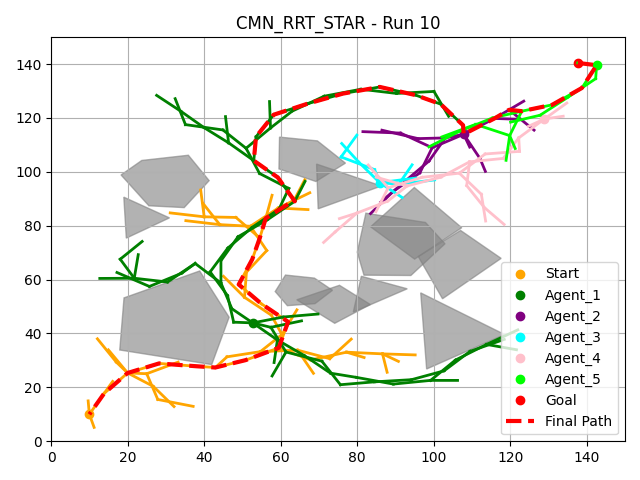 CMN_RRT_STAR - Run 10
140
120
100
80
60
40
20
0
0 20 40 60 80 100 120 140
Start
Agent_1
Agent_2
Agent_3
Agent_4
Agent_5
Goal
Final Path